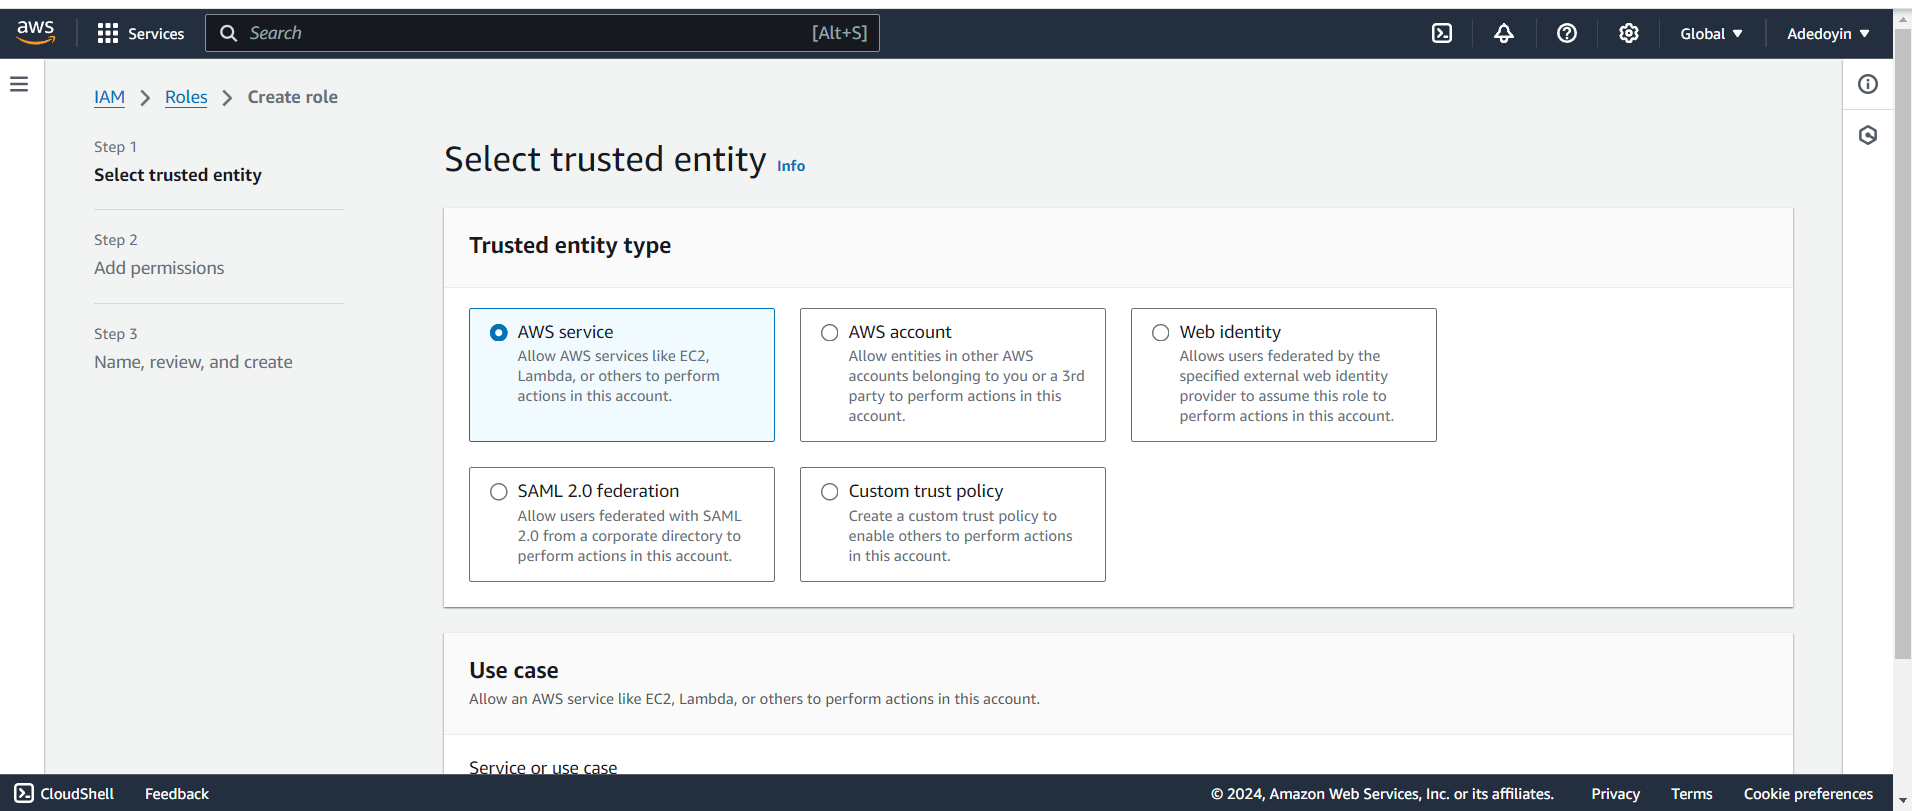 aws
Services
Search
[Alt+S]
Global
Adedoyin
IAM > Roles > Create role
Step 1
Select trusted entity
Step 2
Add permissions
Step 3
Name, review, and create
Select trusted entity Info
Trusted entity type
AWS service
Allow AWS services like EC2,
Lambda, or others to perform
actions in this account.
AWS account
Allow entities in other AWS
accounts belonging to you or a 3rd
party to perform actions in this
account.
Web identity
Allows users federated by the
specified external web identity
provider to assume this role to
perform actions in this account.
SAML 2.0 federation
Allow users federated with SAML
2.0 from a corporate directory to
perform actions in this account.
Custom trust policy
Create a custom trust policy to
enable others to perform actions
in this account.
Use case
Allow an AWS service like EC2, Lambda, or others to perform actions in this account.
Service or use case
CloudShell
Feedback
© 2024, Amazon Web Services, Inc. or its affiliates.
Privacy
Terms
Cookie preferences